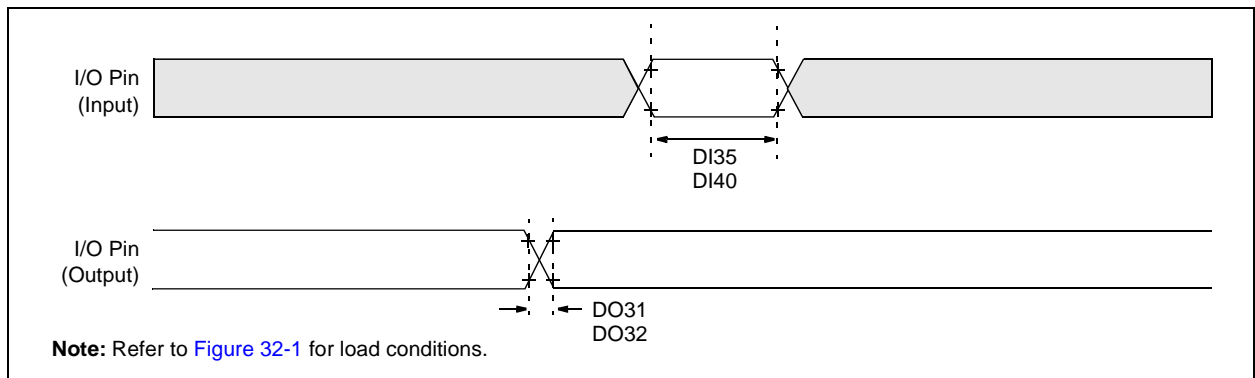 I/O Pin
(Input)
DI35
DI40
I/O Pin
(Output)
DO31
DO32
Note: Refer to Figure 32-1 for load conditions.